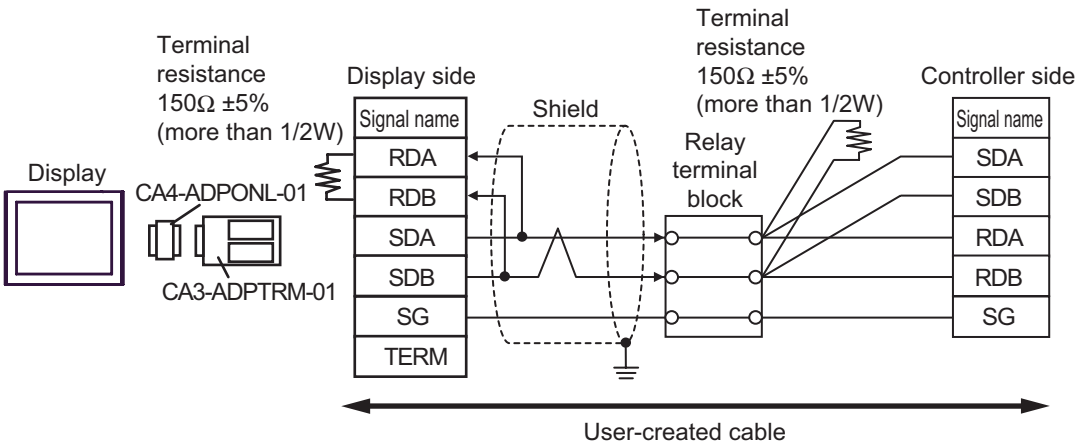 Terminal
resistance
150Ω ±5%
(more than 1/2W)
Terminal
resistance
150Ω ±5%
(more than 1/2W)
Display side
Controller side
Shield
Relay
terminal
block
Display
CA4-ADPONL-01
CA3-ADPTRM-01
Signal name
RDA
RDB
SDA
SDB
SG
TERM
Signal name
SDA
SDB
RDA
RDB
SG
User-created cable